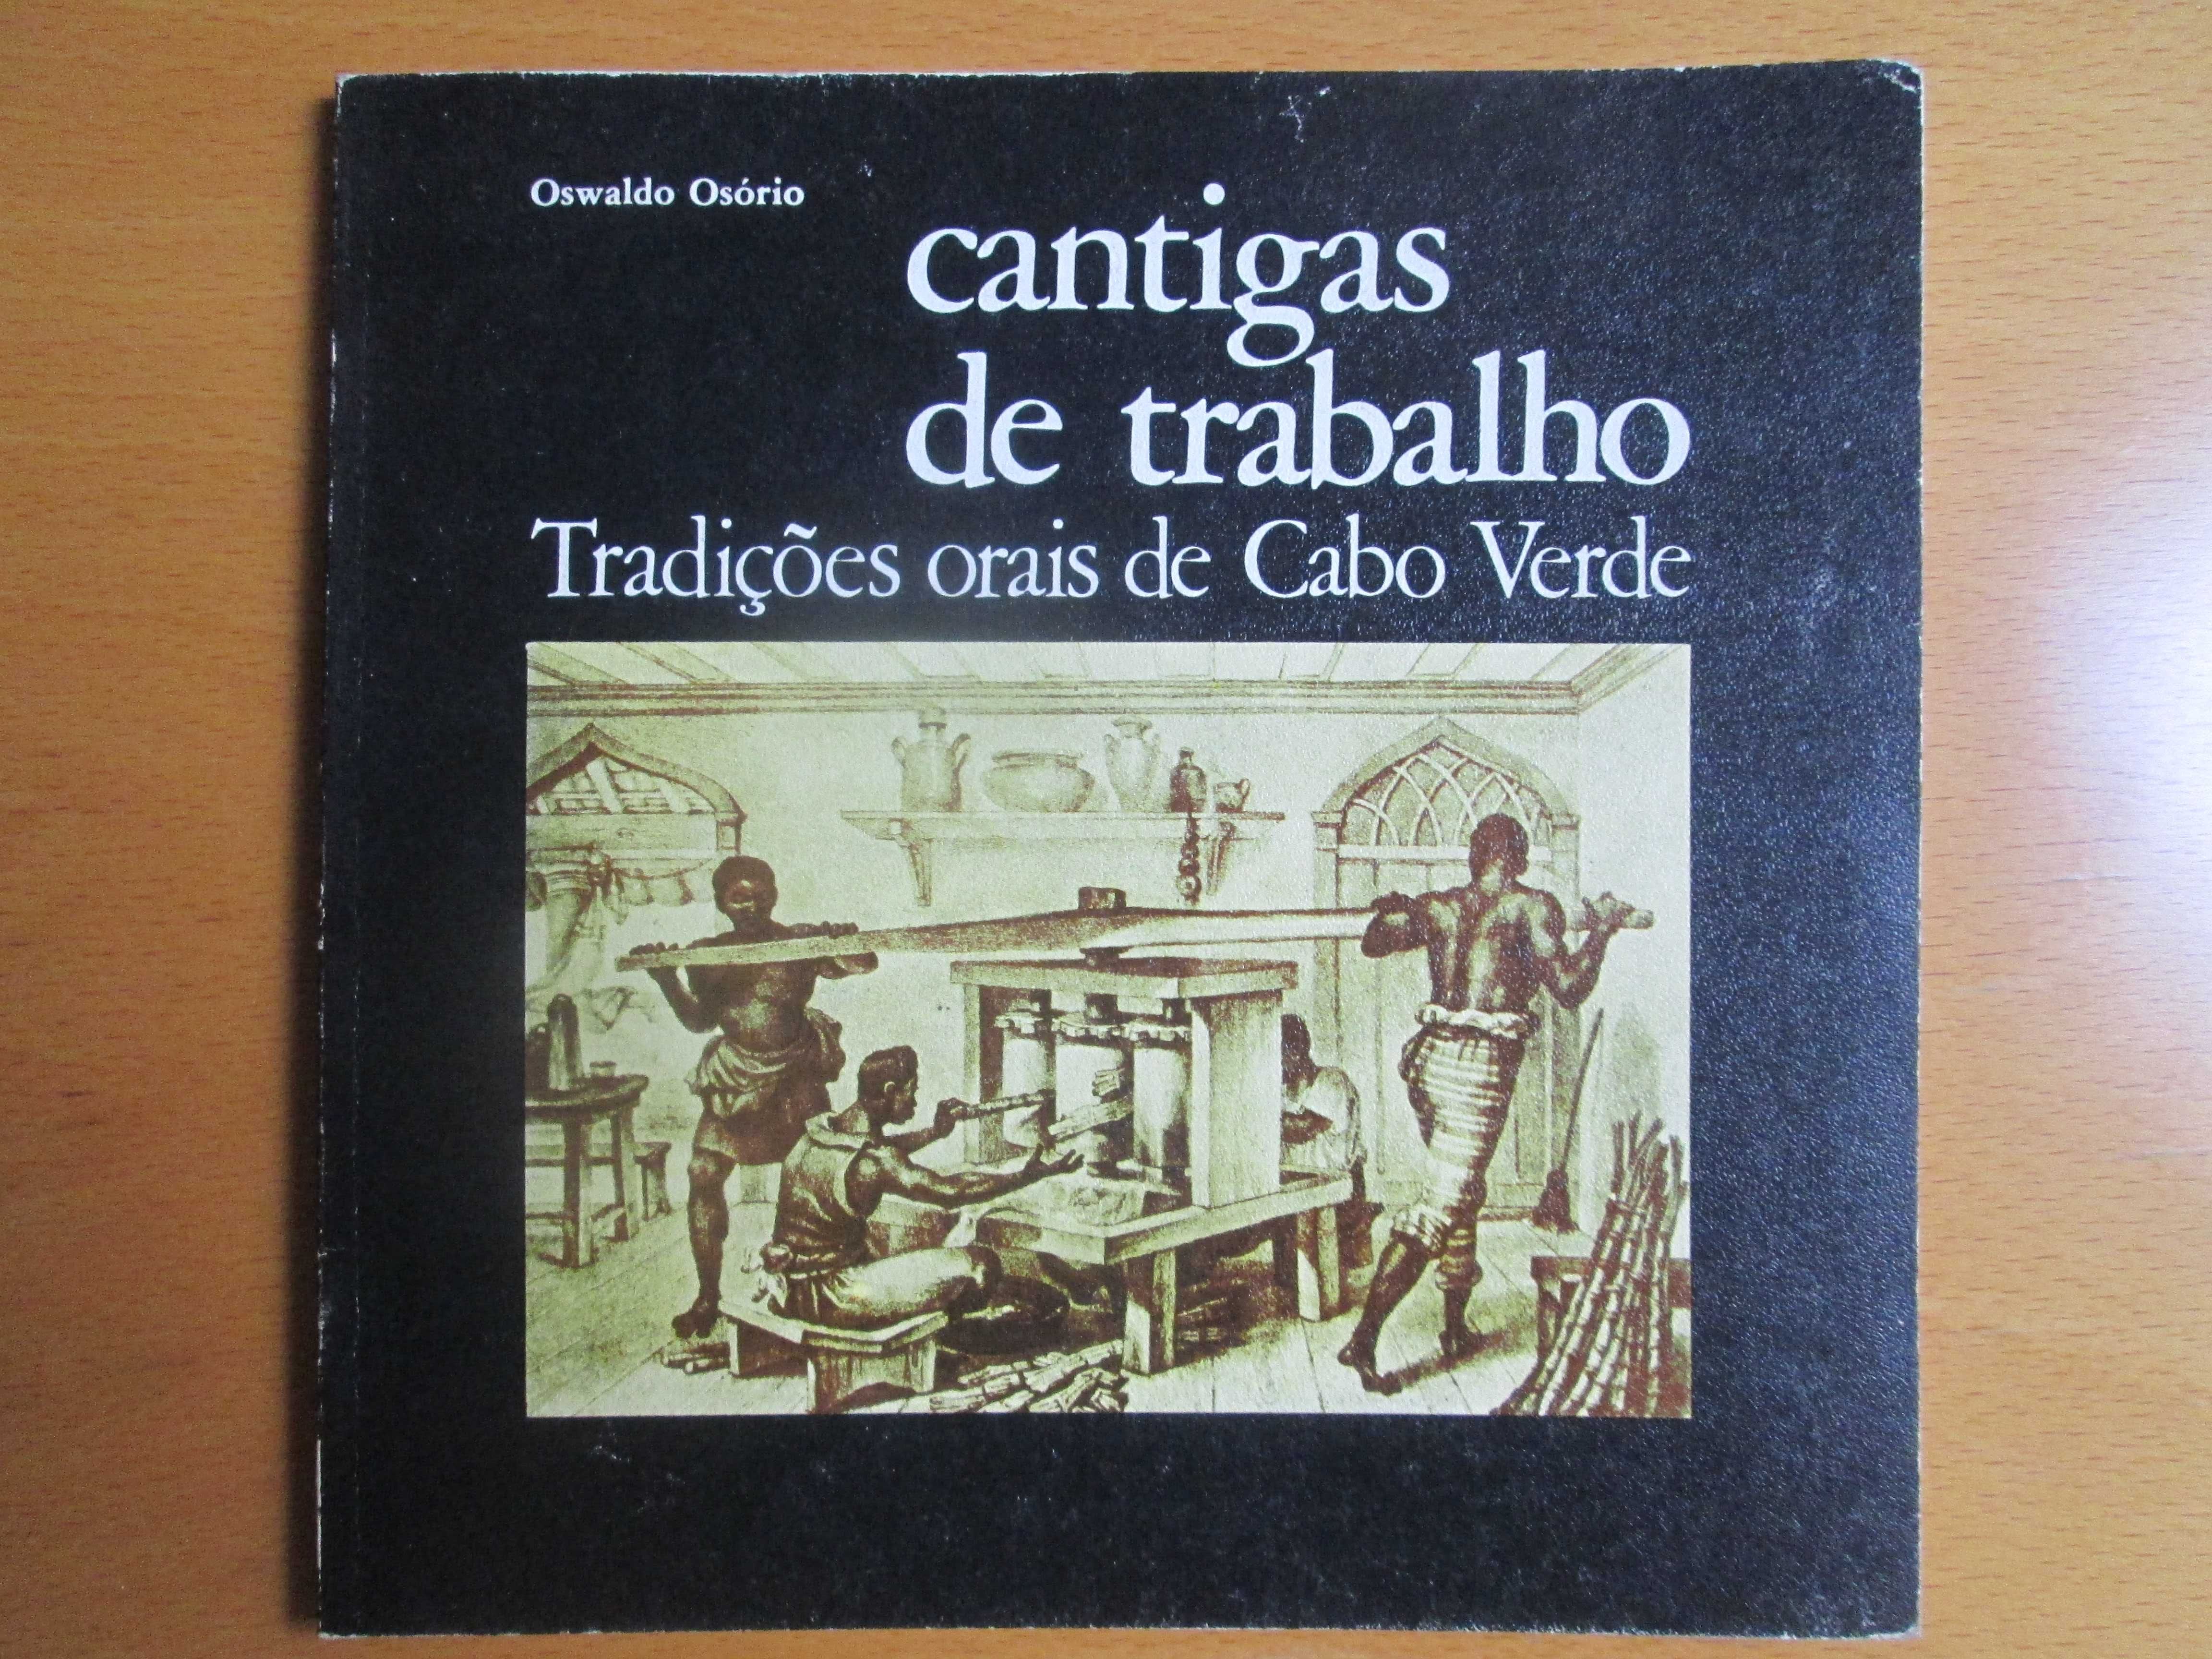 Oswaldo Osório
cantigas
de trabalho
Tradições orais de Cabo Verde